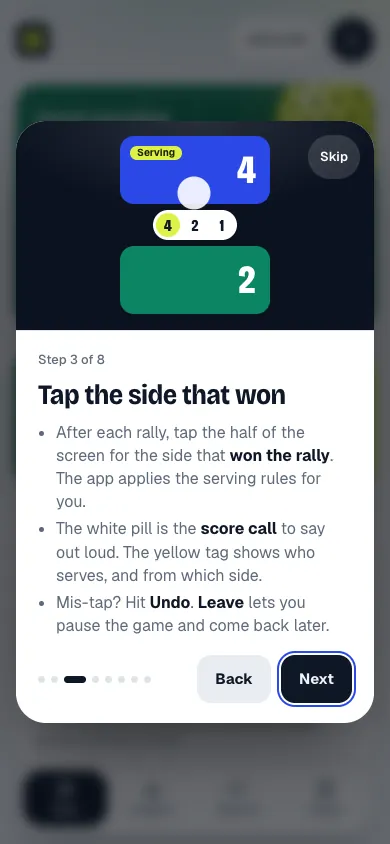 Serving
4
Skip
4 2 1
2
Step 3 of 8
Tap the side that won
• After each rally, tap the half of the
screen for the side that won the rally.
The app applies the serving rules for
you.
• The white pill is the score call to say
out loud. The yellow tag shows who
serves, and from which side.
• Mis-tap? Hit Undo. Leave lets you
pause the game and come back later.
Back
Next